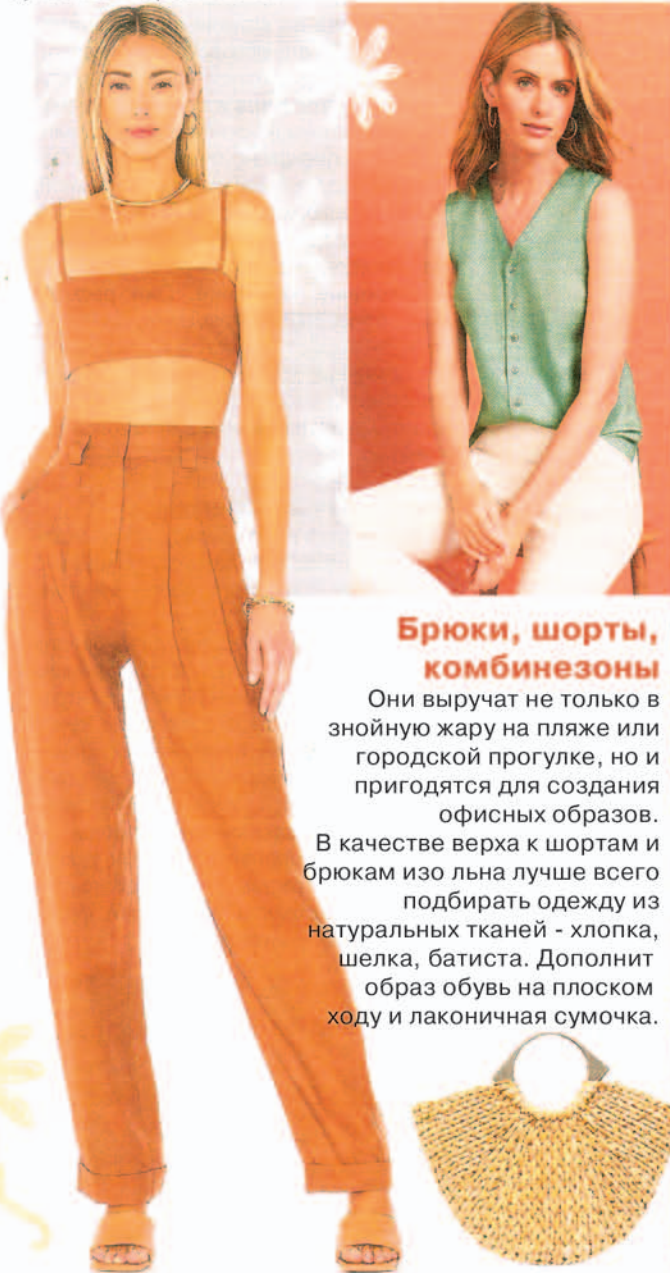 Брюки, шорты,
комбинезоны
Они выручат не только в
знойную жару на пляже или
городской прогулке, но и
пригодятся для создания
офисных образов.
В качестве верха к шортам и
брюкам изо льна лучше всего
подбирать одежду из
натуральных тканей - хлопка,
шелка, батиста. Дополнит
образ обувь на плоском
ходу и лаконичная сумочка.